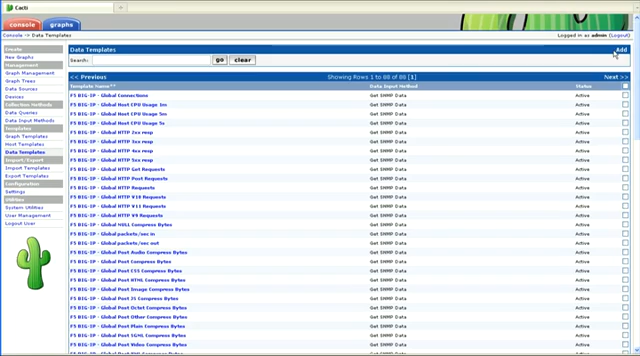 Cacti
console graphs
Console -> Data Templates Logged in as admin (Logout)
Create
New Graphs
Management
Graph Management
Graph Trees
Data Sources
Devices
Collection Methods
Data Queries
Data Input Methods
Templates
Graph Templates
Host Templates
Data Templates
Import/Export
Import Templates
Export Templates
Configuration
Settings
Utilities
System Utilities
User Management
Logout User
Data Templates Add
Search: go clear
<< Previous Showing Rows 1 to 88 of 88 [1] Next >>
Template Name** Data Input Method Status
F5 BIG-IP - Global Connections Get SNMP Data Active
F5 BIG-IP - Global Host CPU Usage 1m Get SNMP Data Active
F5 BIG-IP - Global Host CPU Usage 5m Get SNMP Data Active
F5 BIG-IP - Global Host CPU Usage 5s Get SNMP Data Active
F5 BIG-IP - Global HTTP 2xx resp Get SNMP Data Active
F5 BIG-IP - Global HTTP 3xx resp Get SNMP Data Active
F5 BIG-IP - Global HTTP 4xx resp Get SNMP Data Active
F5 BIG-IP - Global HTTP 5xx resp Get SNMP Data Active
F5 BIG-IP - Global HTTP Get Requests Get SNMP Data Active
F5 BIG-IP - Global HTTP Post Requests Get SNMP Data Active
F5 BIG-IP - Global HTTP Requests Get SNMP Data Active
F5 BIG-IP - Global HTTP V10 Requests Get SNMP Data Active
F5 BIG-IP - Global HTTP V11 Requests Get SNMP Data Active
F5 BIG-IP - Global HTTP V9 Requests Get SNMP Data Active
F5 BIG-IP - Global NULL Compress Bytes Get SNMP Data Active
F5 BIG-IP - Global packets/sec in Get SNMP Data Active
F5 BIG-IP - Global packets/sec out Get SNMP Data Active
F5 BIG-IP - Global Post Audio Compress Bytes Get SNMP Data Active
F5 BIG-IP - Global Post Compress Bytes Get SNMP Data Active
F5 BIG-IP - Global Post CSS Compress Bytes Get SNMP Data Active
F5 BIG-IP - Global Post HTML Compress Bytes Get SNMP Data Active
F5 BIG-IP - Global Post Image Compress Bytes Get SNMP Data Active
F5 BIG-IP - Global Post JS Compress Bytes Get SNMP Data Active
F5 BIG-IP - Global Post Octet Compress Bytes Get SNMP Data Active
F5 BIG-IP - Global Post Other Compress Bytes Get SNMP Data Active
F5 BIG-IP - Global Post Plain Compress Bytes Get SNMP Data Active
F5 BIG-IP - Global Post SGML Compress Bytes Get SNMP Data Active
F5 BIG-IP - Global Post Video Compress Bytes Get SNMP Data Active